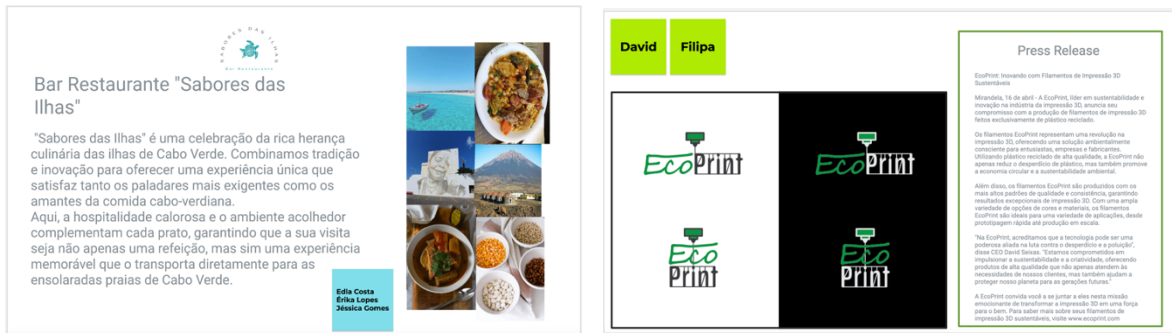 SABORES DAS ILHAS
Bar Restaurante
Bar Restaurante "Sabores das
Ilhas"
"Sabores das Ilhas" é uma celebração da rica herança
culinária das ilhas de Cabo Verde. Combinamos tradição
e inovação para oferecer uma experiência única que
satisfaz tanto os paladares mais exigentes como os
amantes da comida cabo-verdiana.
Aqui, a hospitalidade calorosa e o ambiente acolhedor
complementam cada prato, garantindo que a sua visita
seja não apenas uma refeição, mas sim uma experiência
memorável que o transporta diretamente para as
ensolaradas praias de Cabo Verde.
Edla Costa
Érika Lopes
Jéssica Gomes
David
Filipa
EcoPrint
EcoPrint
Eco
Print
Eco
Print
Press Release
EcoPrint: Inovando com Filamentos de Impressão 3D
Sustentáveis
Mirandela, 16 de abril - A EcoPrint, líder em sustentabilidade e
inovação na indústria da impressão 3D, anuncia seu
compromisso com a produção de filamentos de impressão 3D
feitos exclusivamente de plástico reciclado.
Os filamentos EcoPrint representam uma revolução na
impressão 3D, oferecendo uma solução ambientalmente
consciente para entusiastas, empresas e fabricantes.
Utilizando plástico reciclado de alta qualidade, a EcoPrint não
apenas reduz o desperdício de plástico, mas também promove
a economia circular e a sustentabilidade ambiental.
Além disso, os filamentos EcoPrint são produzidos com os
mais altos padrões de qualidade e consistência, garantindo
resultados excepcionais de impressão 3D. Com uma ampla
variedade de opções de cores e materiais, os filamentos
EcoPrint são ideais para uma variedade de aplicações, desde
prototipagem rápida até produção em escala.
"Na EcoPrint, acreditamos que a tecnologia pode ser uma
poderosa aliada na luta contra o desperdício e a poluição",
disse CEO David Seixas. "Estamos comprometidos em
impulsionar a sustentabilidade e a criatividade, oferecendo
produtos de alta qualidade que não apenas atendem às
necessidades de nossos clientes, mas também ajudam a
proteger nosso planeta para as gerações futuras."
A EcoPrint convida você a se juntar a eles nesta missão
emocionante de transformar a impressão 3D em uma força
para o bem. Para saber mais sobre seus filamentos de
impressão 3D sustentáveis, visite www.ecoprint.com